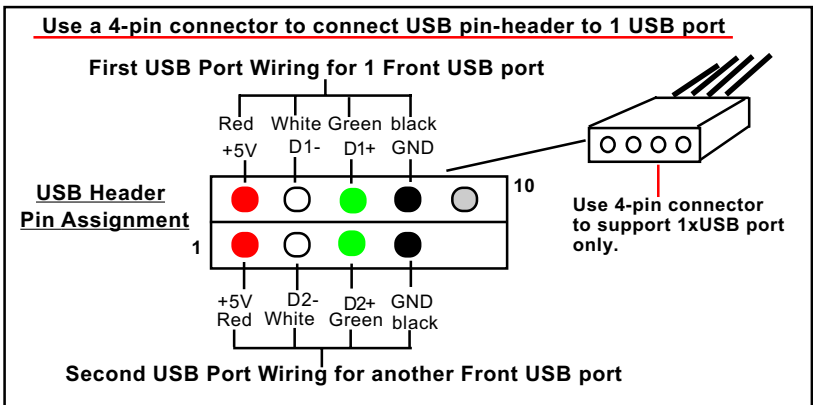 Use a 4-pin connector to connect USB pin-header to 1 USB port
First USB Port Wiring for 1 Front USB port
Red White Green black
+5V D1- D1+ GND
USB Header
Pin Assignment
10
1
Use 4-pin connector
to support 1xUSB port
only.
+5V D2- D2+ GND
Red White Green black
Second USB Port Wiring for another Front USB port